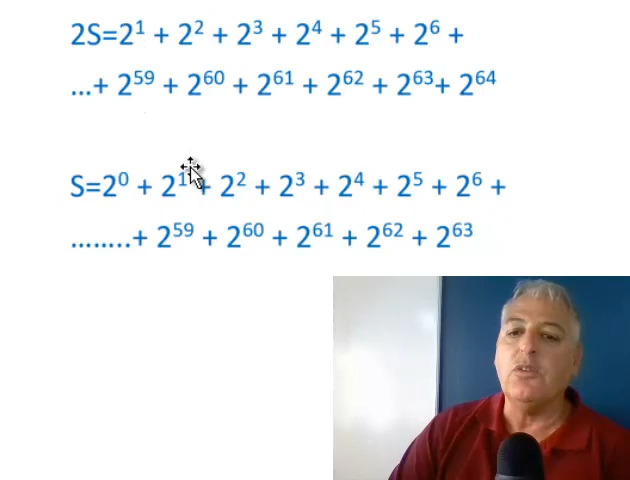 2S=2¹ + 2² + 2³ + 2⁴ + 2⁵ + 2⁶ +
...+ 2⁵⁹ + 2⁶⁰ + 2⁶¹ + 2⁶² + 2⁶³+ 2⁶⁴
S=2⁰ + 2¹ + 2² + 2³ + 2⁴ + 2⁵ + 2⁶ +
........+ 2⁵⁹ + 2⁶⁰ + 2⁶¹ + 2⁶² + 2⁶³